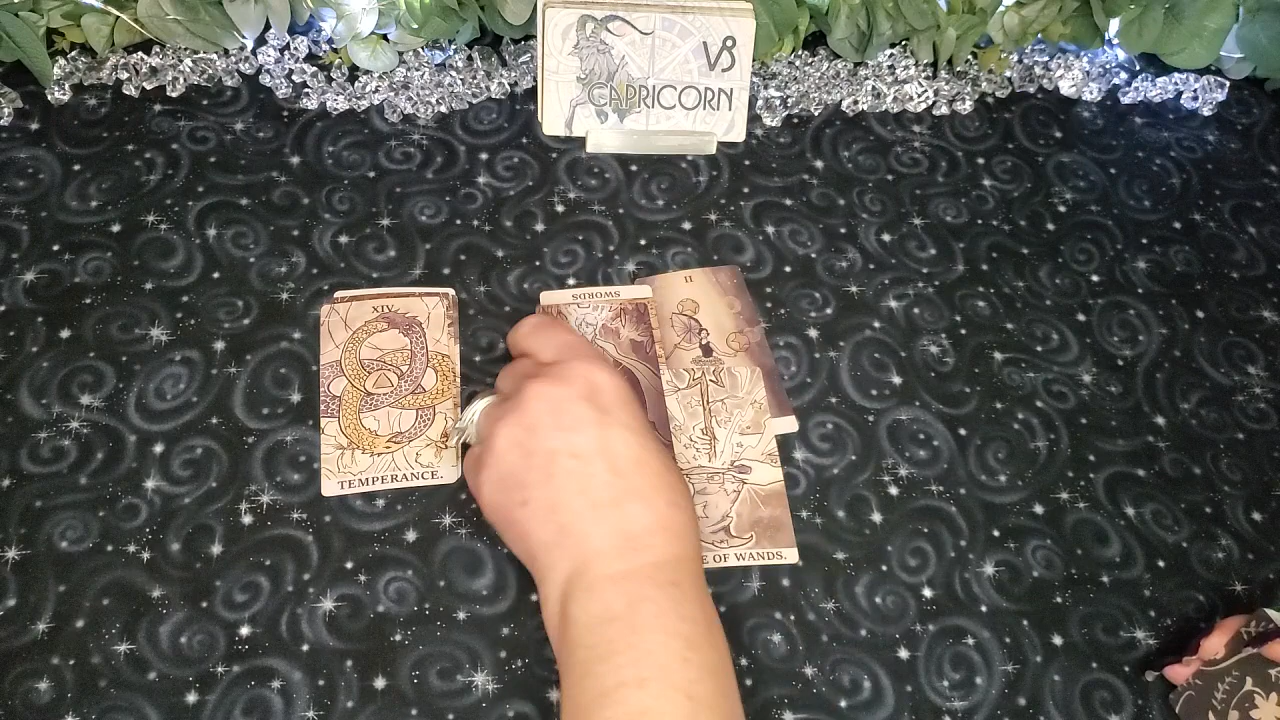 ♑
CAPRICORN
XIV.
TEMPERANCE.
SWORDS
II
E OF WANDS.